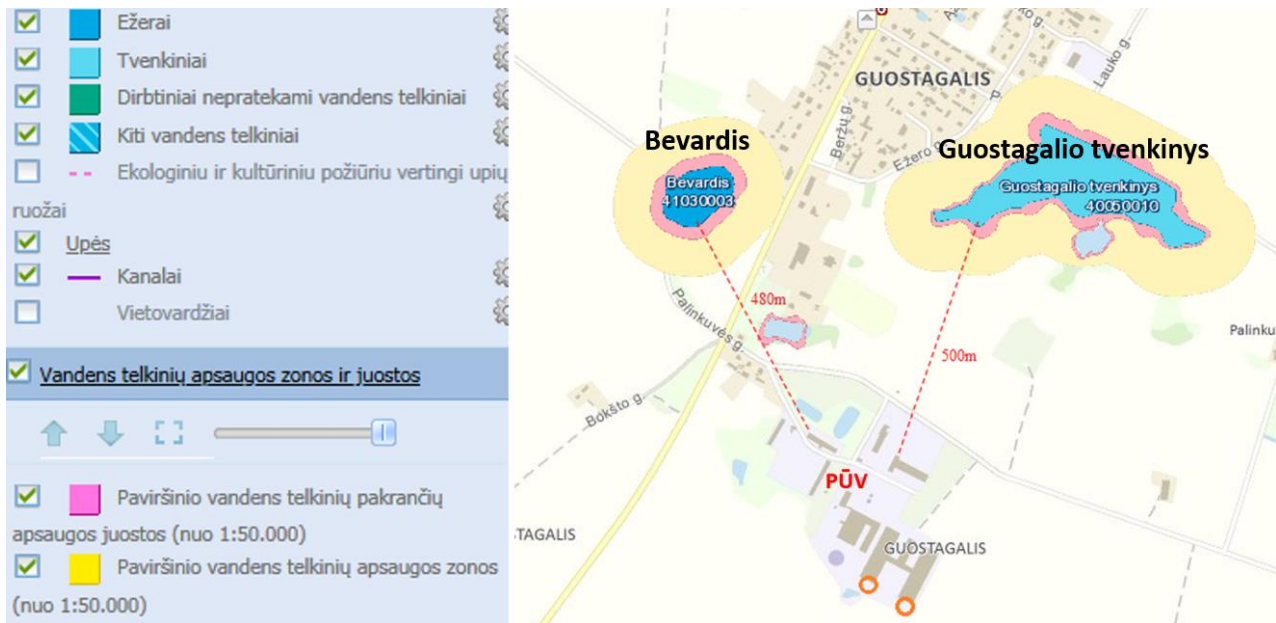 Ežerai
Tvenkiniai
Dirbtiniai nepratekami vandens telkiniai
Kiti vandens telkiniai
Ekologiniu ir kultūriniu požiūriu vertingi upių
ruožai
Upės
Kanalai
Vietovardžiai
Vandens telkinių apsaugos zonos ir juostos
Paviršinio vandens telkinių pakrančių
apsaugos juostos (nuo 1:50.000)
Paviršinio vandens telkinių apsaugos zonos
(nuo 1:50.000)
Lauko g.
GUOSTAGALIS
Beržų g.
Ežero g.
Bevardis
Guostagalio tvenkinys
Bevardis
41030003
Guostagalio tvenkinys
40050010
480m
Palinkuvės g.
500m
Palinku
Bokšto g.
PŪV
STAGALIS
GUOSTAGALIS